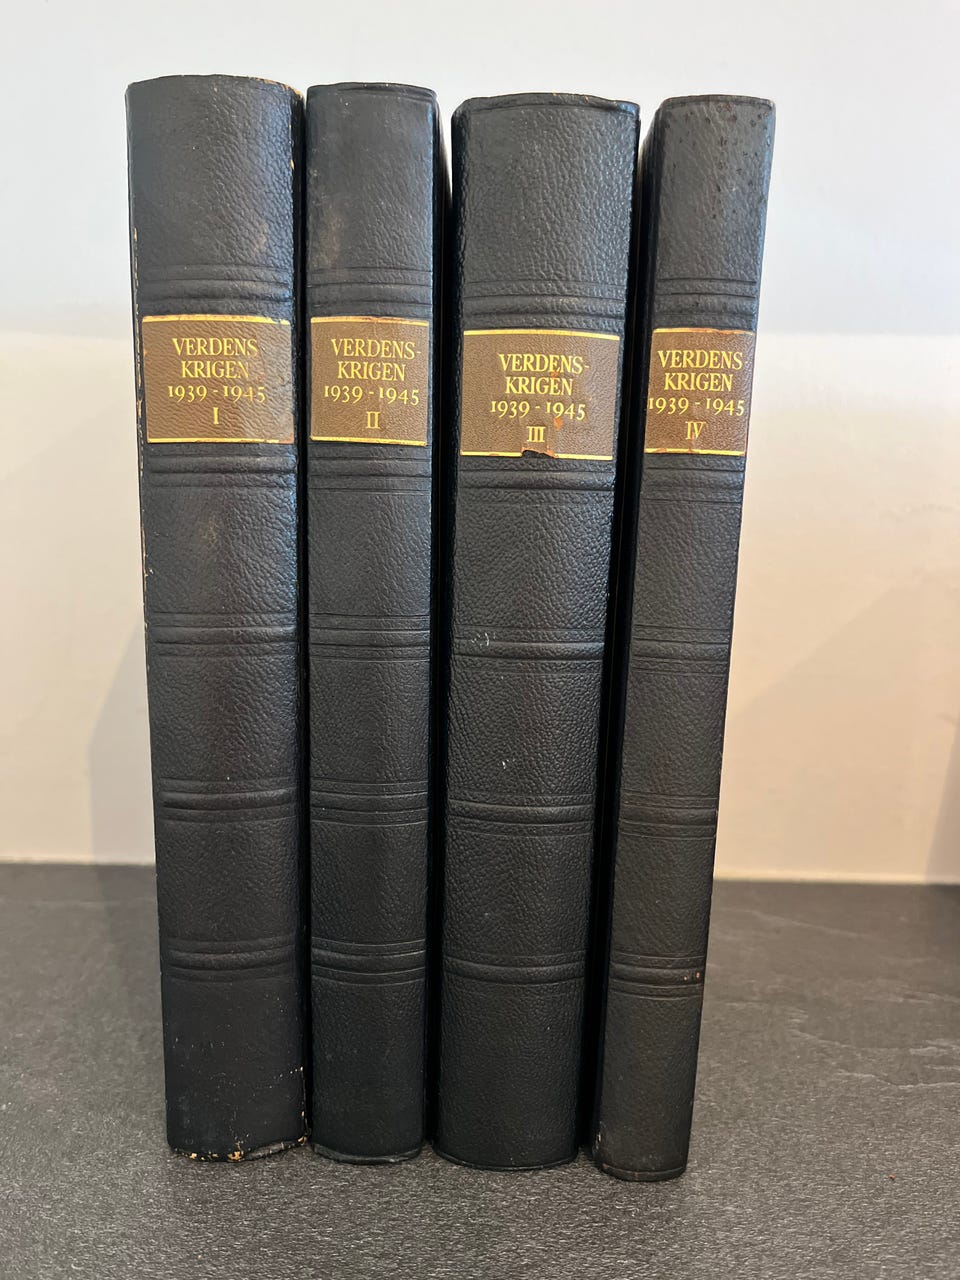 VERDENS
KRIGEN
1939-1945
I
VERDENS-
KRIGEN
1939-1945
II
VERDENS-
KRIGEN
1939-1945
III
VERDENS-
KRIGEN
1939-1945
IV